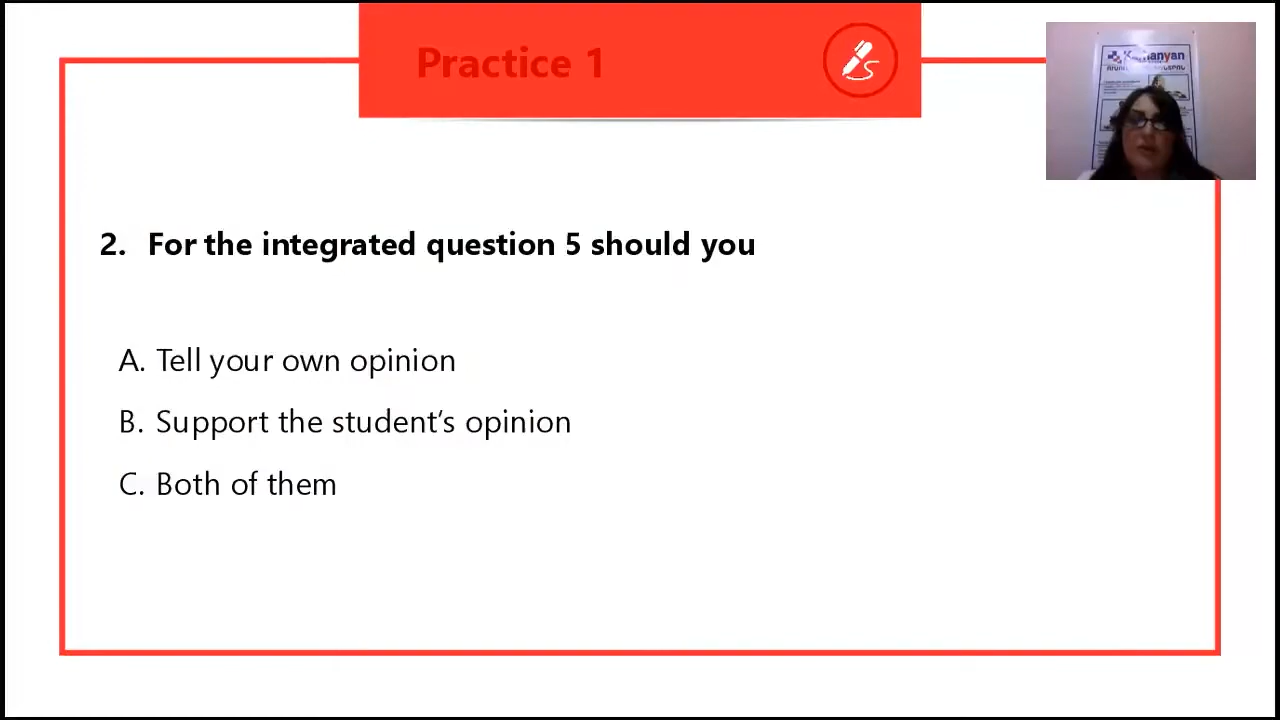 Practice 1
2. For the integrated question 5 should you
A. Tell your own opinion
B. Support the student‘s opinion
C. Both of them